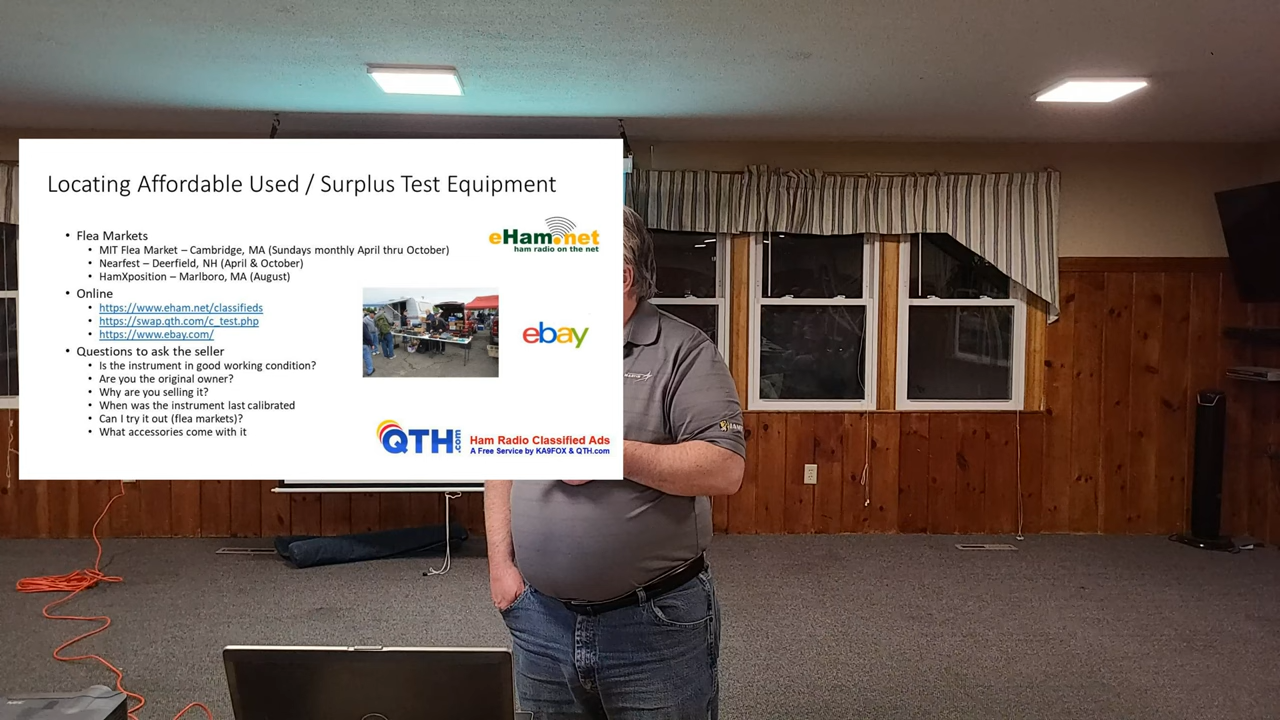 Locating Affordable Used / Surplus Test Equipment
• Flea Markets
• MIT Flea Market – Cambridge, MA (Sundays monthly April thru October)
• Nearfest – Deerfield, NH (April & October)
• HamXposition – Marlboro, MA (August)
• Online
• https://www.eham.net/classifieds
• https://swap.qth.com/c_test.php
• https://www.ebay.com/
• Questions to ask the seller
• Is the instrument in good working condition?
• Are you the original owner?
• Why are you selling it?
• When was the instrument last calibrated
• Can I try it out (flea markets)?
• What accessories come with it
eHam.net
ham radio on the net
ebay
QTH.com
Ham Radio Classified Ads
A Free Service by KA9FOX & QTH.com